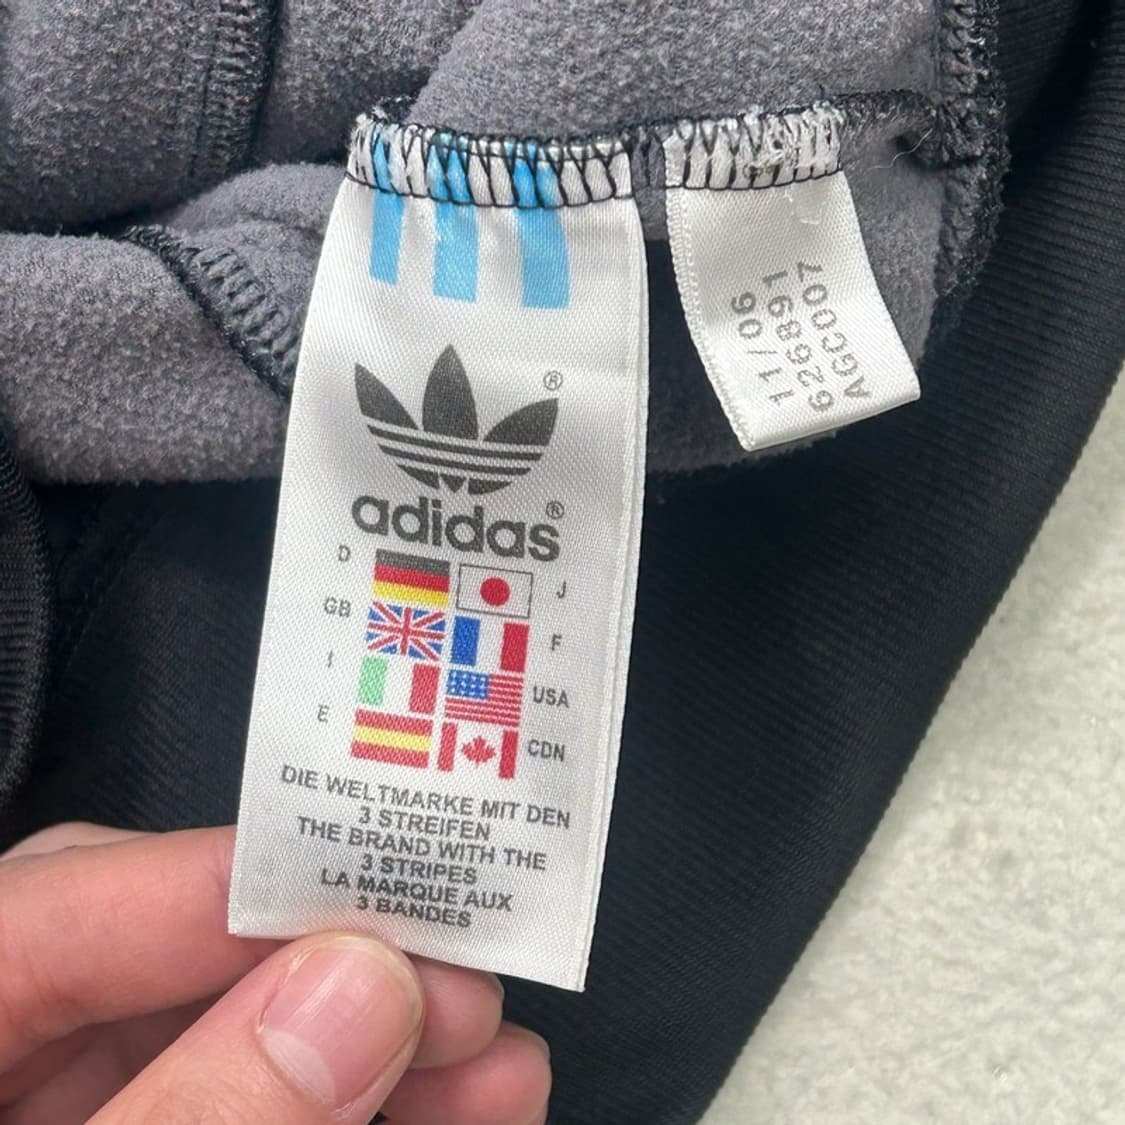 ®
adidas®
D
J
GB
F
I
USA
E
CDN
DIE WELTMARKE MIT DEN
3 STREIFEN
THE BRAND WITH THE
3 STRIPES
LA MARQUE AUX
3 BANDES
11/06
626891
AGC007